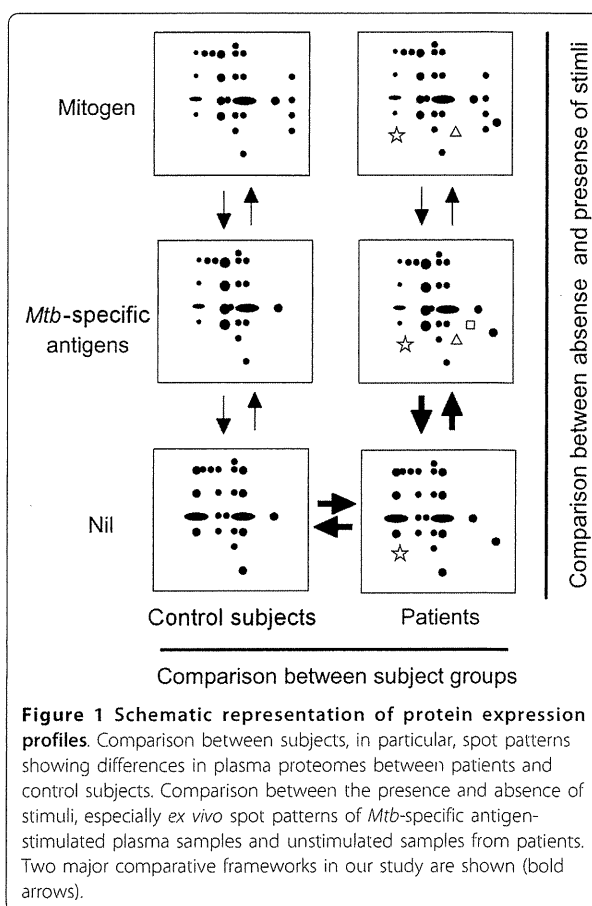 Mitogen
Mtb-specific
antigens
Nil
Control subjects
Patients
Comparison between subject groups
Comparison between absense and presense of stimli
Figure 1 Schematic representation of protein expression
profiles. Comparison between subjects, in particular, spot patterns
showing differences in plasma proteomes between patients and
control subjects. Comparison between the presence and absence of
stimuli, especially ex vivo spot patterns of Mtb-specific antigen-
stimulated plasma samples and unstimulated samples from patients.
Two major comparative frameworks in our study are shown (bold
arrows).